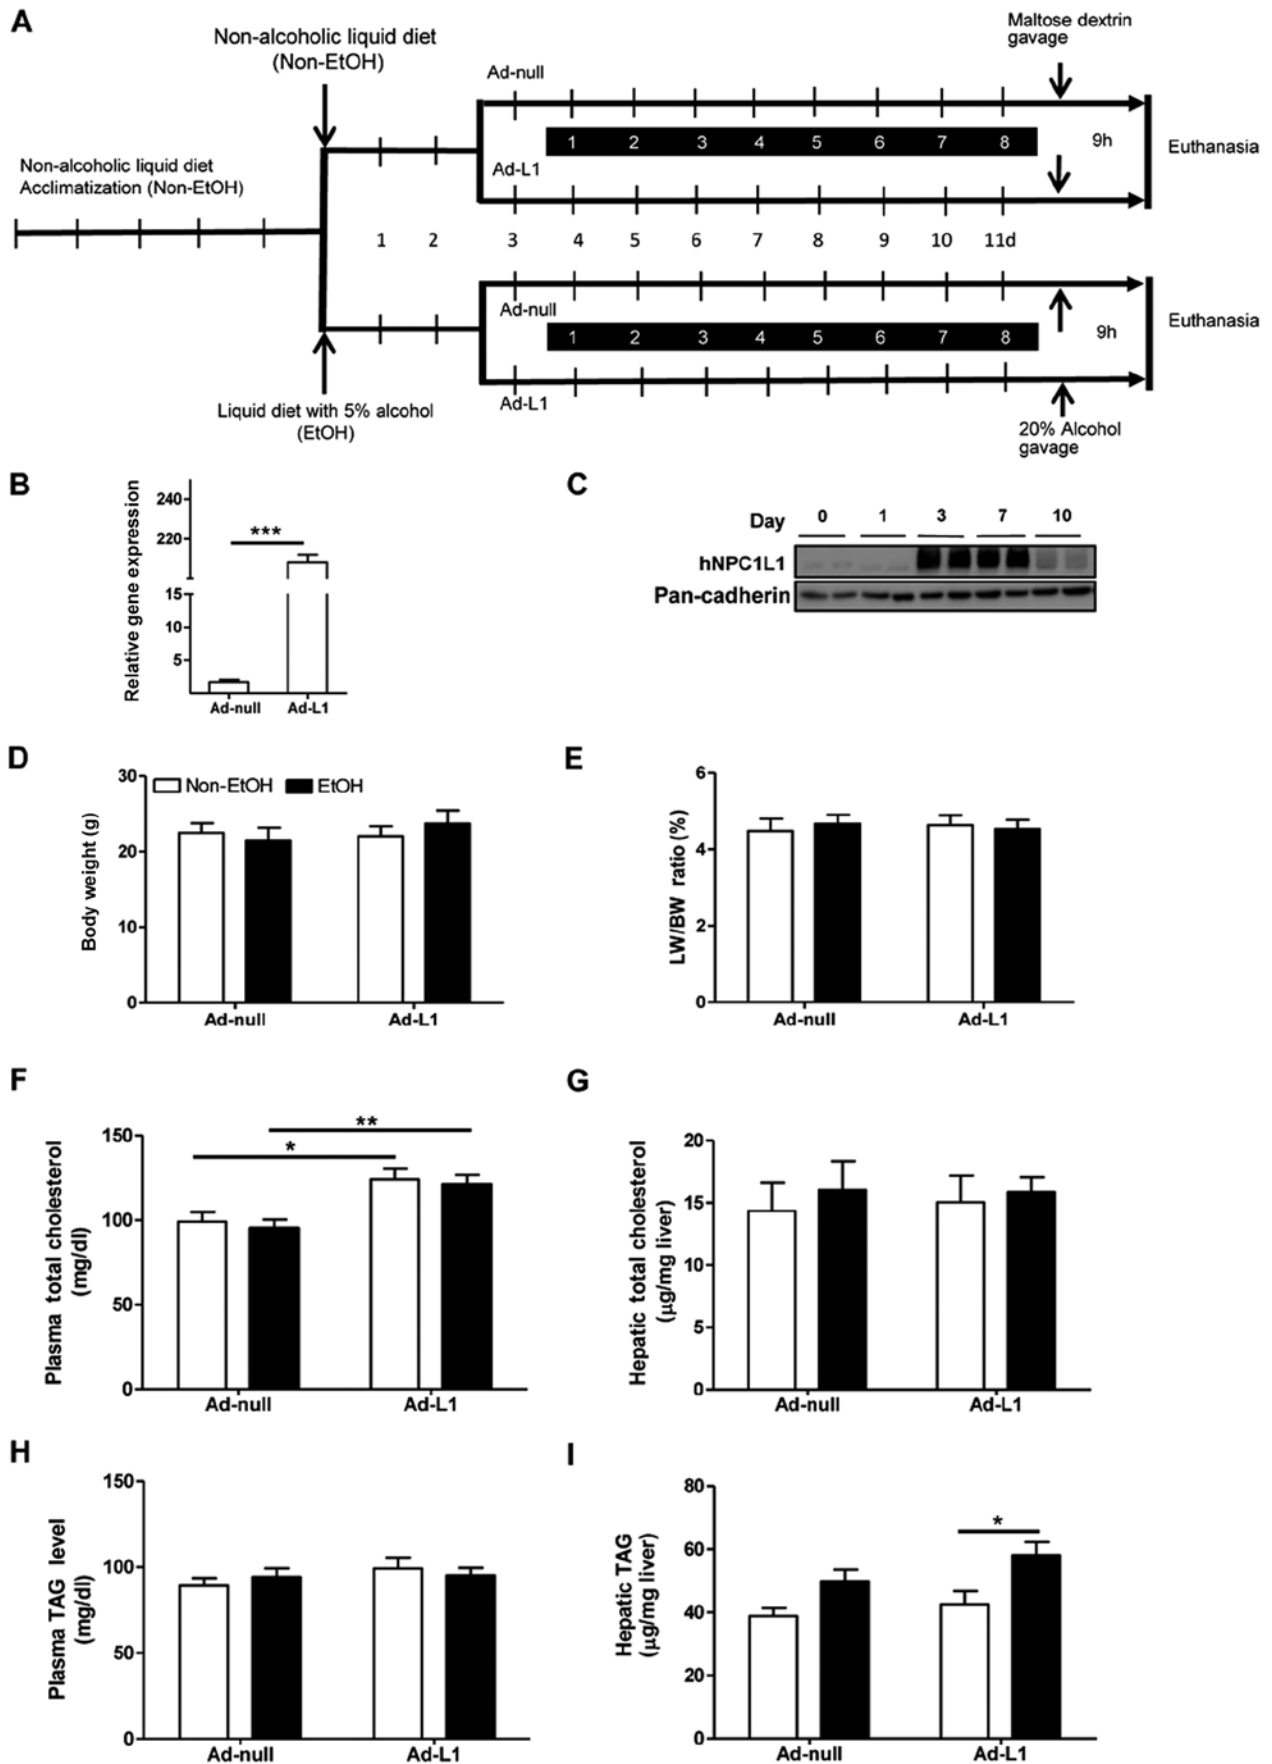 A
Non-alcoholic liquid diet
(Non-EtOH)
Maltose dextrin
gavage
Ad-null
1 2 3 4 5 6 7 8
9h
Euthanasia
Non-alcoholic liquid diet
Acclimatization (Non-EtOH)
Ad-L1
1 2 3 4 5 6 7 8 9 10 11d
Ad-null
1 2 3 4 5 6 7 8
9h
Euthanasia
Ad-L1
Liquid diet with 5% alcohol
(EtOH)
20% Alcohol
gavage
B
Relative gene expression
240
220
15
10
5
***
Ad-null Ad-L1
C
Day 0 1 3 7 10
hNPC1L1
Pan-cadherin
D
Body weight (g)
30
20
10
0
Non-EtOH EtOH
Ad-null Ad-L1
E
LW/BW ratio (%)
6
4
2
0
Ad-null Ad-L1
F
Plasma total cholesterol
(mg/dl)
150
100
50
0
**
*
Ad-null Ad-L1
G
Hepatic total cholesterol
(µg/mg liver)
20
15
10
5
0
Ad-null Ad-L1
H
Plasma TAG level
(mg/dl)
150
100
50
0
Ad-null Ad-L1
I
Hepatic TAG
(µg/mg liver)
80
60
40
20
0
*
Ad-null Ad-L1